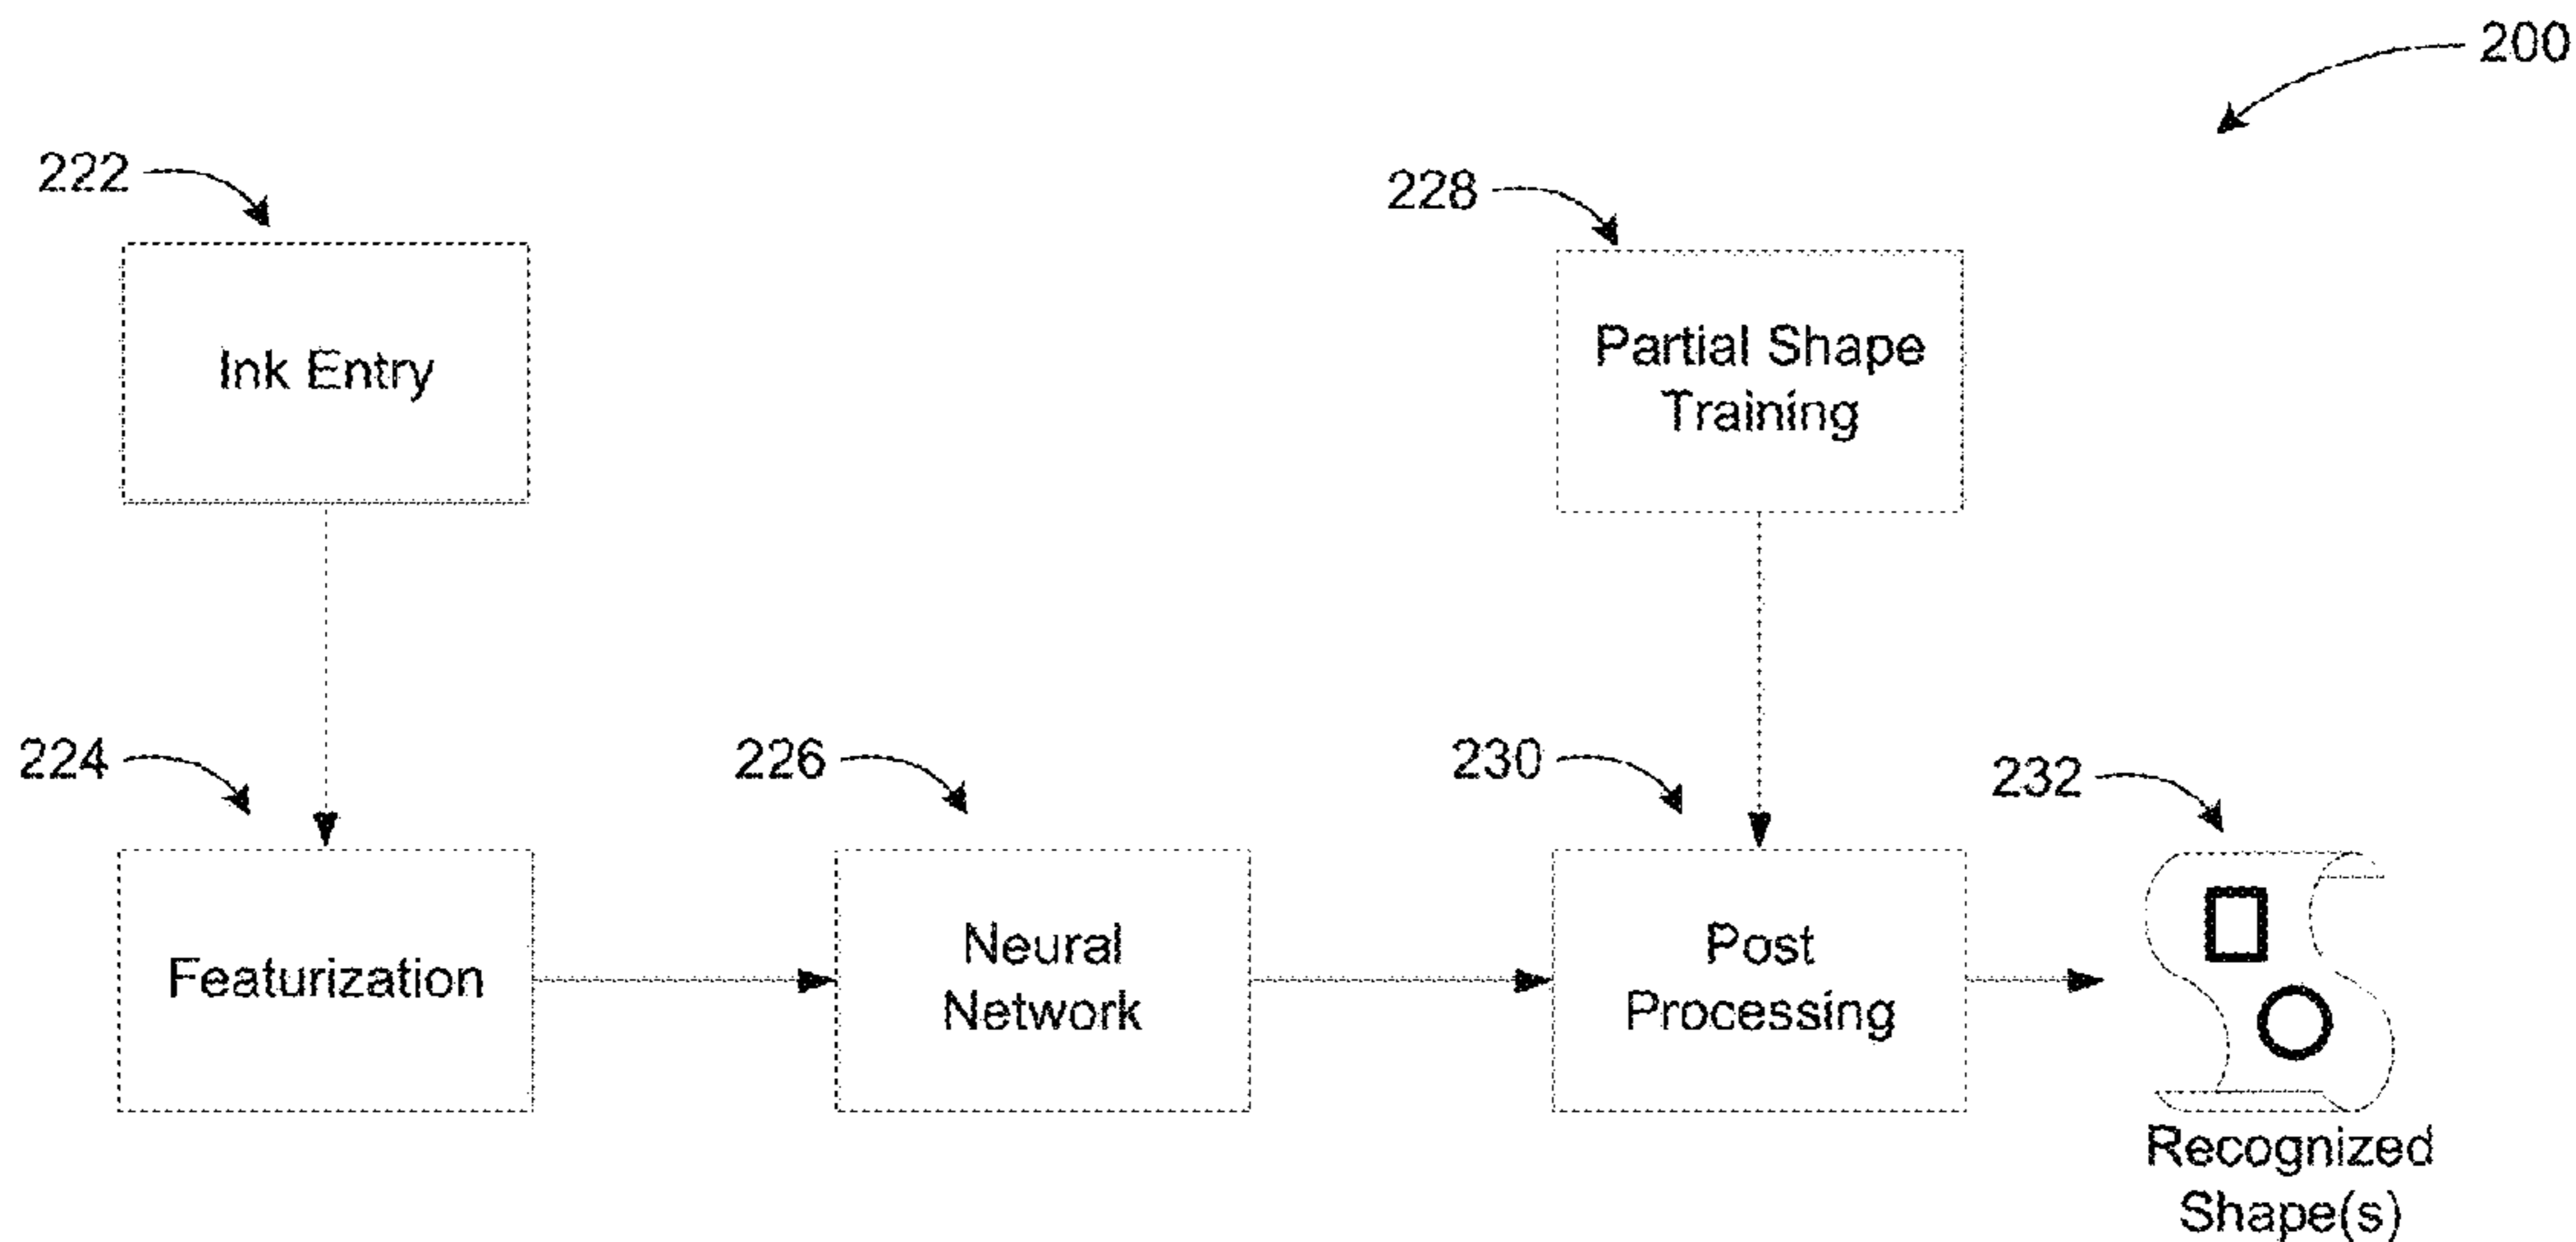 200
222
228
Ink Entry
Partial Shape
Training
224
226
230
232
Featurization
Neural
Network
Post
Processing
Recognized
Shape(s)